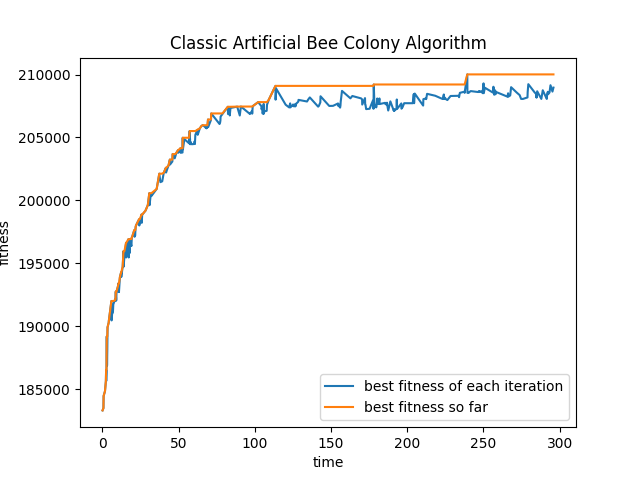 Classic Artificial Bee Colony Algorithm
210000
205000
200000
195000
190000
185000
fitness
0 50 100 150 200 250 300
time
best fitness of each iteration
best fitness so far